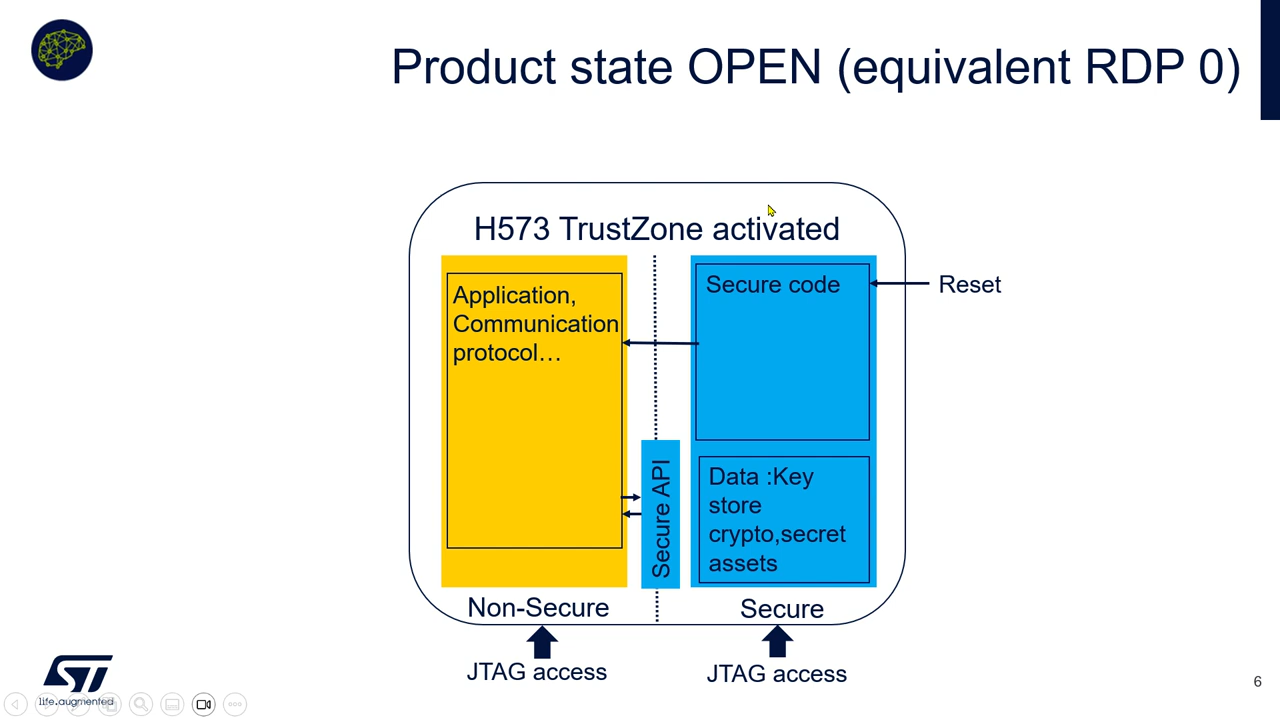 Product state OPEN (equivalent RDP 0)
H573 TrustZone activated
Application,
Communication
protocol…
Secure code
Reset
Secure API
Data :Key
store
crypto,secret
assets
Non-Secure
Secure
JTAG access
JTAG access
ST
life.augmented
6